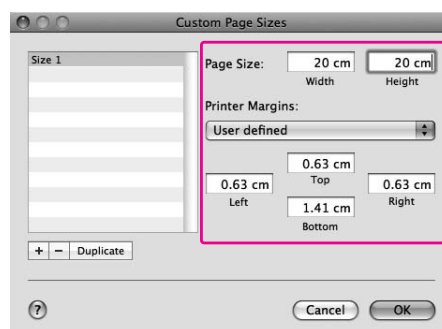 Custom Page Sizes
Size 1
Page Size:
20 cm
20 cm
Width
Height
Printer Margins:
User defined
0.63 cm
Top
0.63 cm
0.63 cm
Left
Right
1.41 cm
Bottom
+
−
Duplicate
?
Cancel
OK